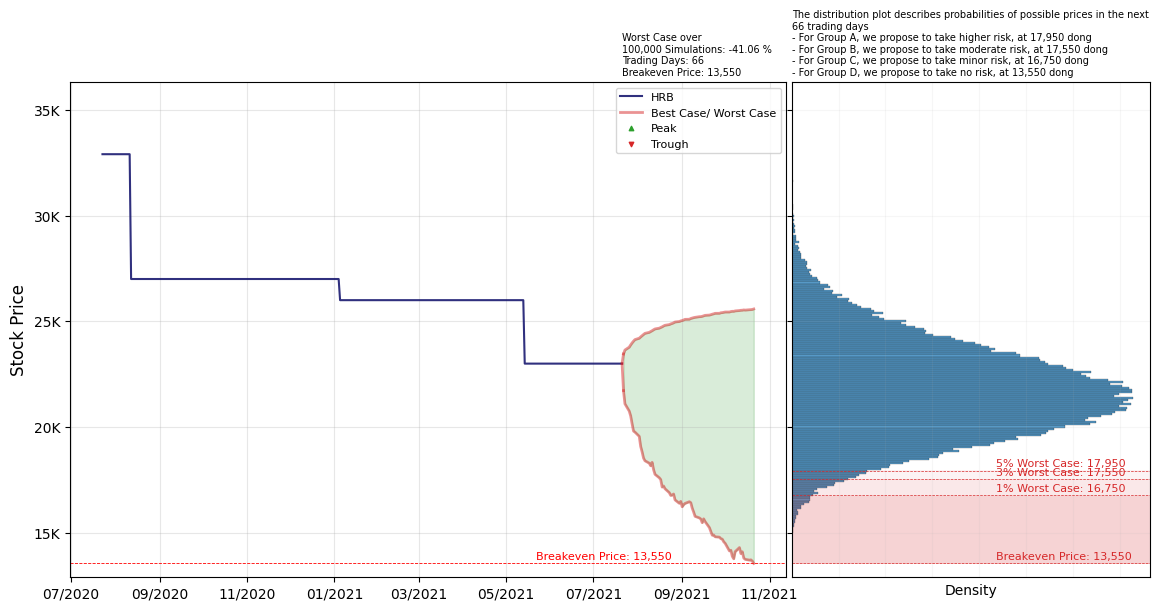 The distribution plot describes probabilities of possible prices in the next
66 trading days
- For Group A, we propose to take higher risk, at 17,950 dong
- For Group B, we propose to take moderate risk, at 17,550 dong
- For Group C, we propose to take minor risk, at 16,750 dong
- For Group D, we propose to take no risk, at 13,550 dong
Worst Case over
100,000 Simulations: -41.06 %
Trading Days: 66
Breakeven Price: 13,550
HRB
Best Case/ Worst Case
Peak
Trough
35K
30K
25K
20K
15K
Stock Price
5% Worst Case: 17,950
3% Worst Case: 17,550
1% Worst Case: 16,750
Breakeven Price: 13,550
Breakeven Price: 13,550
07/2020
09/2020
11/2020
01/2021
03/2021
05/2021
07/2021
09/2021
11/2021
Density